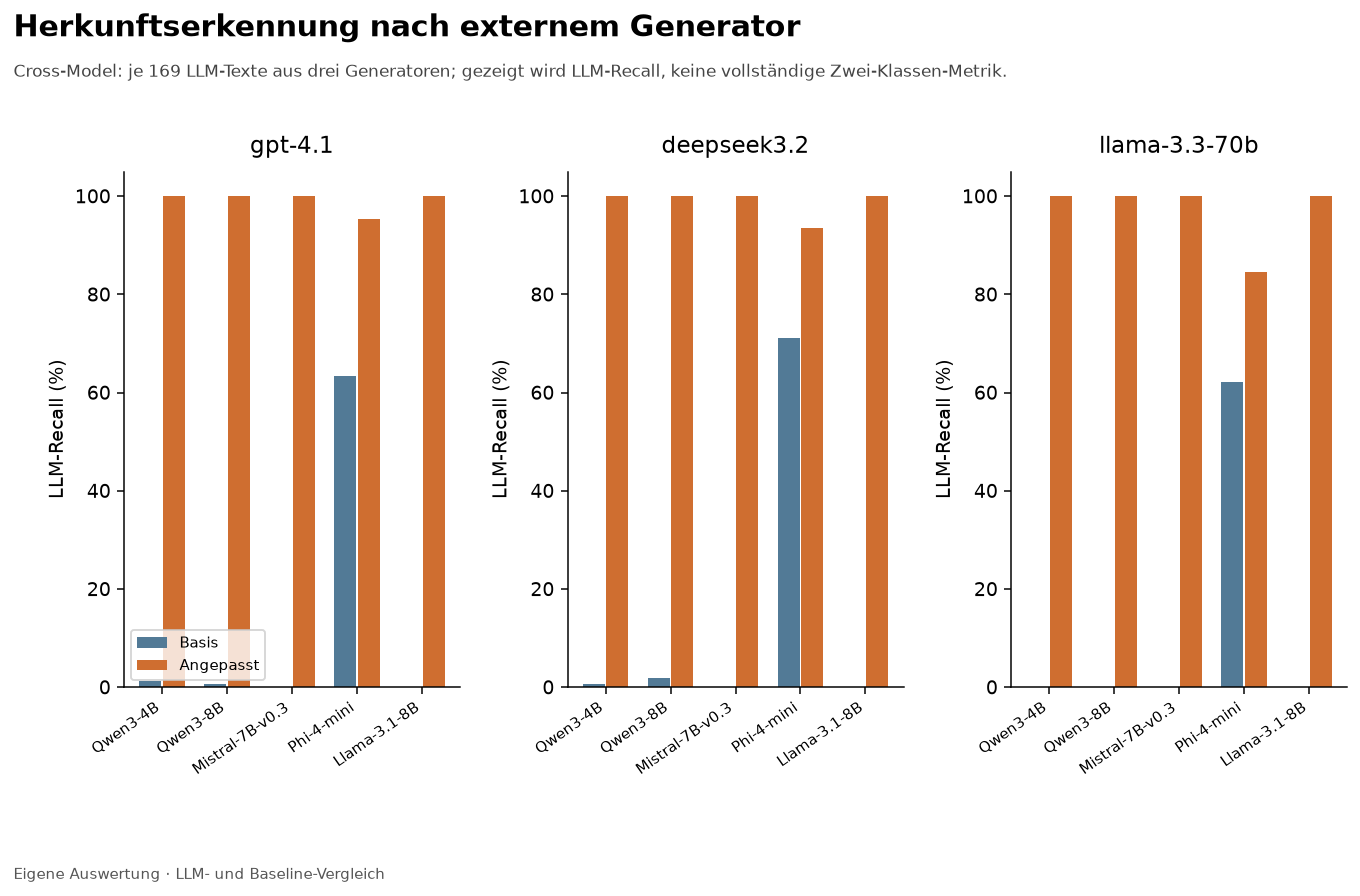 Herkunftserkennung nach externem Generator
Cross-Model: je 169 LLM-Texte aus drei Generatoren; gezeigt wird LLM-Recall, keine vollständige Zwei-Klassen-Metrik.
gpt-4.1
LLM-Recall (%)
100
80
60
40
20
0
Basis
Angepasst
Qwen3-4B
Qwen3-8B
Mistral-7B-v0.3
Phi-4-mini
Llama-3.1-8B
deepseek3.2
LLM-Recall (%)
100
80
60
40
20
0
Qwen3-4B
Qwen3-8B
Mistral-7B-v0.3
Phi-4-mini
Llama-3.1-8B
llama-3.3-70b
LLM-Recall (%)
100
80
60
40
20
0
Qwen3-4B
Qwen3-8B
Mistral-7B-v0.3
Phi-4-mini
Llama-3.1-8B
Eigene Auswertung · LLM- und Baseline-Vergleich